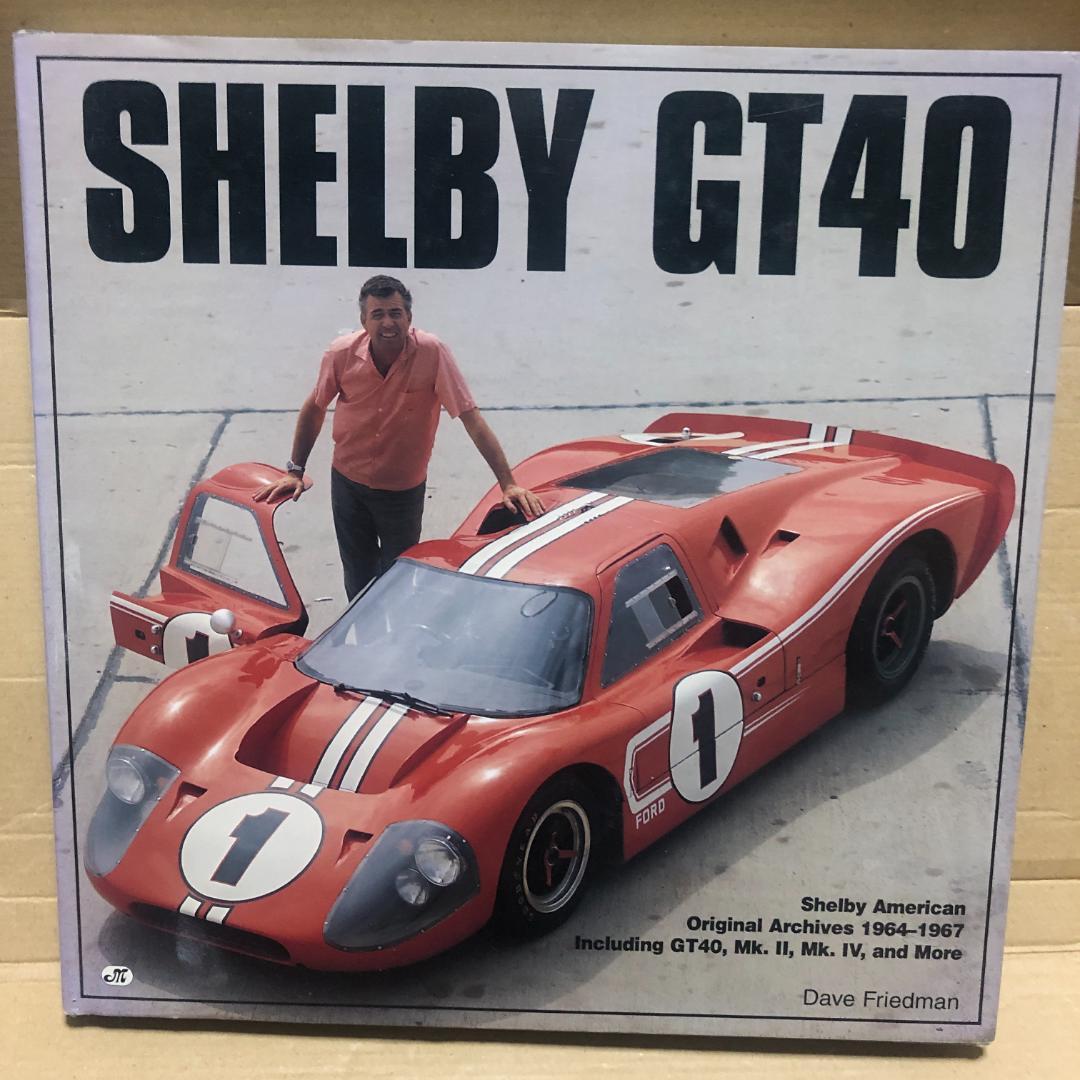 SHELBY GT40
1
1
1
FORD
GOODYEAR
Shelby American
Original Archives 1964–1967
Including GT40, Mk. II, Mk. IV, and More
Dave Friedman
M